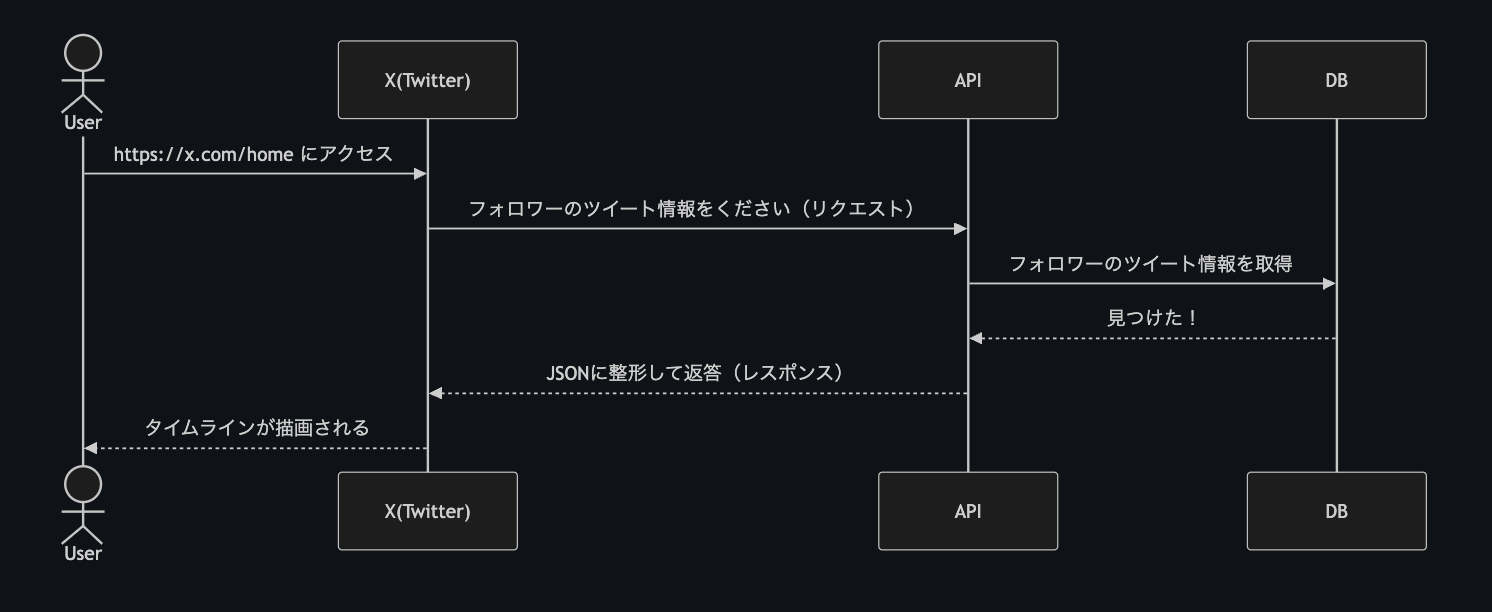 User
X(Twitter)
API
DB
https://x.com/home にアクセス
フォロワーのツイート情報をください（リクエスト）
フォロワーのツイート情報を取得
見つけた！
JSONに整形して返答（レスポンス）
タイムラインが描画される
User
X(Twitter)
API
DB